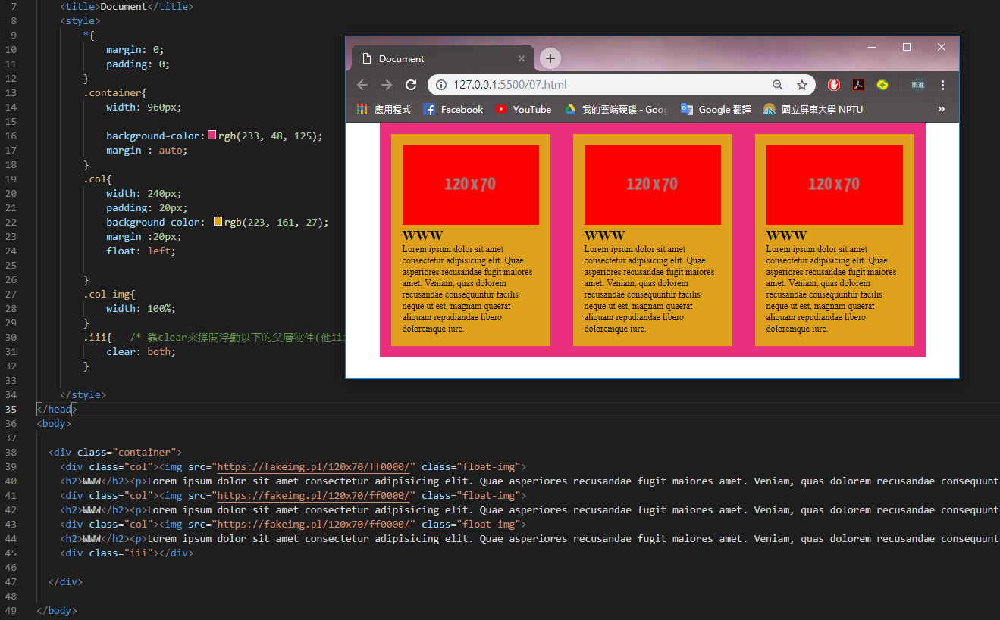 7 <title>Document</title>
8 <style>
9 *{
10 margin: 0;
11 padding: 0;
12 }
13 .container{
14 width: 960px;
15
16 background-color: rgb(233, 48, 125);
17 margin : auto;
18 }
19 .col{
20 width: 240px;
21 padding: 20px;
22 background-color: rgb(223, 161, 27);
23 margin :20px;
24 float: left;
25
26 }
27 .col img{
28 width: 100%;
29 }
30 .iii{ /* 靠clear來撐開浮動以下的父層物件(他iii
31 clear: both;
32 }
33
34 </style>
35 </head>
36 <body>
37
38 <div class="container">
39 <div class="col"><img src="https://fakeimg.pl/120x70/ff0000/" class="float-img">
40 <h2>WWW</h2><p>Lorem ipsum dolor sit amet consectetur adipisicing elit. Quae asperiores recusandae fugit maiores amet. Veniam, quas dolorem recusandae consequunt
41 <div class="col"><img src="https://fakeimg.pl/120x70/ff0000/" class="float-img">
42 <h2>WWW</h2><p>Lorem ipsum dolor sit amet consectetur adipisicing elit. Quae asperiores recusandae fugit maiores amet. Veniam, quas dolorem recusandae consequunt
43 <div class="col"><img src="https://fakeimg.pl/120x70/ff0000/" class="float-img">
44 <h2>WWW</h2><p>Lorem ipsum dolor sit amet consectetur adipisicing elit. Quae asperiores recusandae fugit maiores amet. Veniam, quas dolorem recusandae consequunt
45 <div class="iii"></div>
46
47 </div>
48
49 </body>
Document
127.0.0.1:5500/07.html
雨進
應用程式 Facebook YouTube 我的雲端硬碟 - Goog Google 翻譯 國立屏東大學 NPTU »
120x70
WWW
Lorem ipsum dolor sit amet
consectetur adipisicing elit. Quae
asperiores recusandae fugit maiores
amet. Veniam, quas dolorem
recusandae consequuntur facilis
neque ut est, magnam quaerat
aliquam repudiandae libero
doloremque iure.
120x70
WWW
Lorem ipsum dolor sit amet
consectetur adipisicing elit. Quae
asperiores recusandae fugit maiores
amet. Veniam, quas dolorem
recusandae consequuntur facilis
neque ut est, magnam quaerat
aliquam repudiandae libero
doloremque iure.
120x70
WWW
Lorem ipsum dolor sit amet
consectetur adipisicing elit. Quae
asperiores recusandae fugit maiores
amet. Veniam, quas dolorem
recusandae consequuntur facilis
neque ut est, magnam quaerat
aliquam repudiandae libero
doloremque iure.